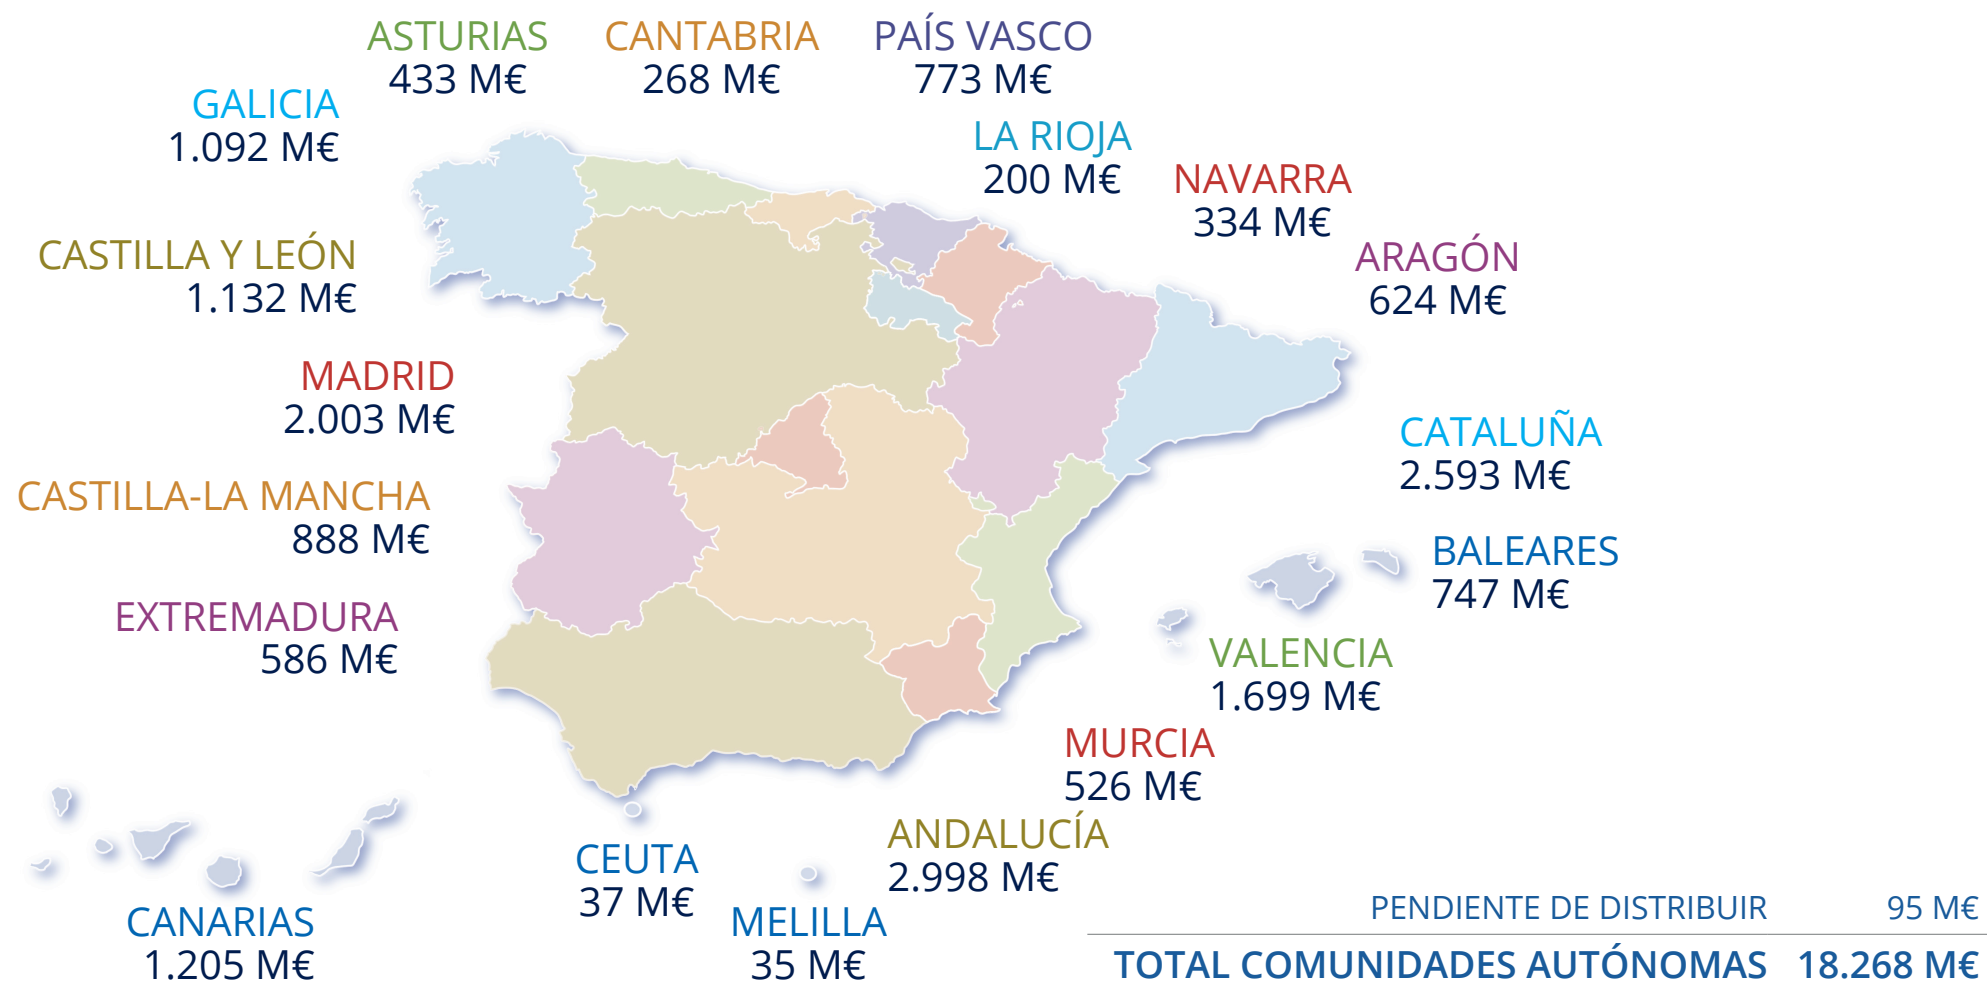 ASTURIAS
433 M€
CANTABRIA
268 M€
PAÍS VASCO
773 M€
GALICIA
1.092 M€
LA RIOJA
200 M€
NAVARRA
334 M€
CASTILLA Y LEÓN
1.132 M€
ARAGÓN
624 M€
MADRID
2.003 M€
CATALUÑA
2.593 M€
CASTILLA-LA MANCHA
888 M€
BALEARES
747 M€
EXTREMADURA
586 M€
VALENCIA
1.699 M€
MURCIA
526 M€
ANDALUCÍA
2.998 M€
CEUTA
37 M€
MELILLA
35 M€
CANARIAS
1.205 M€
PENDIENTE DE DISTRIBUIR 95 M€
TOTAL COMUNIDADES AUTÓNOMAS 18.268 M€